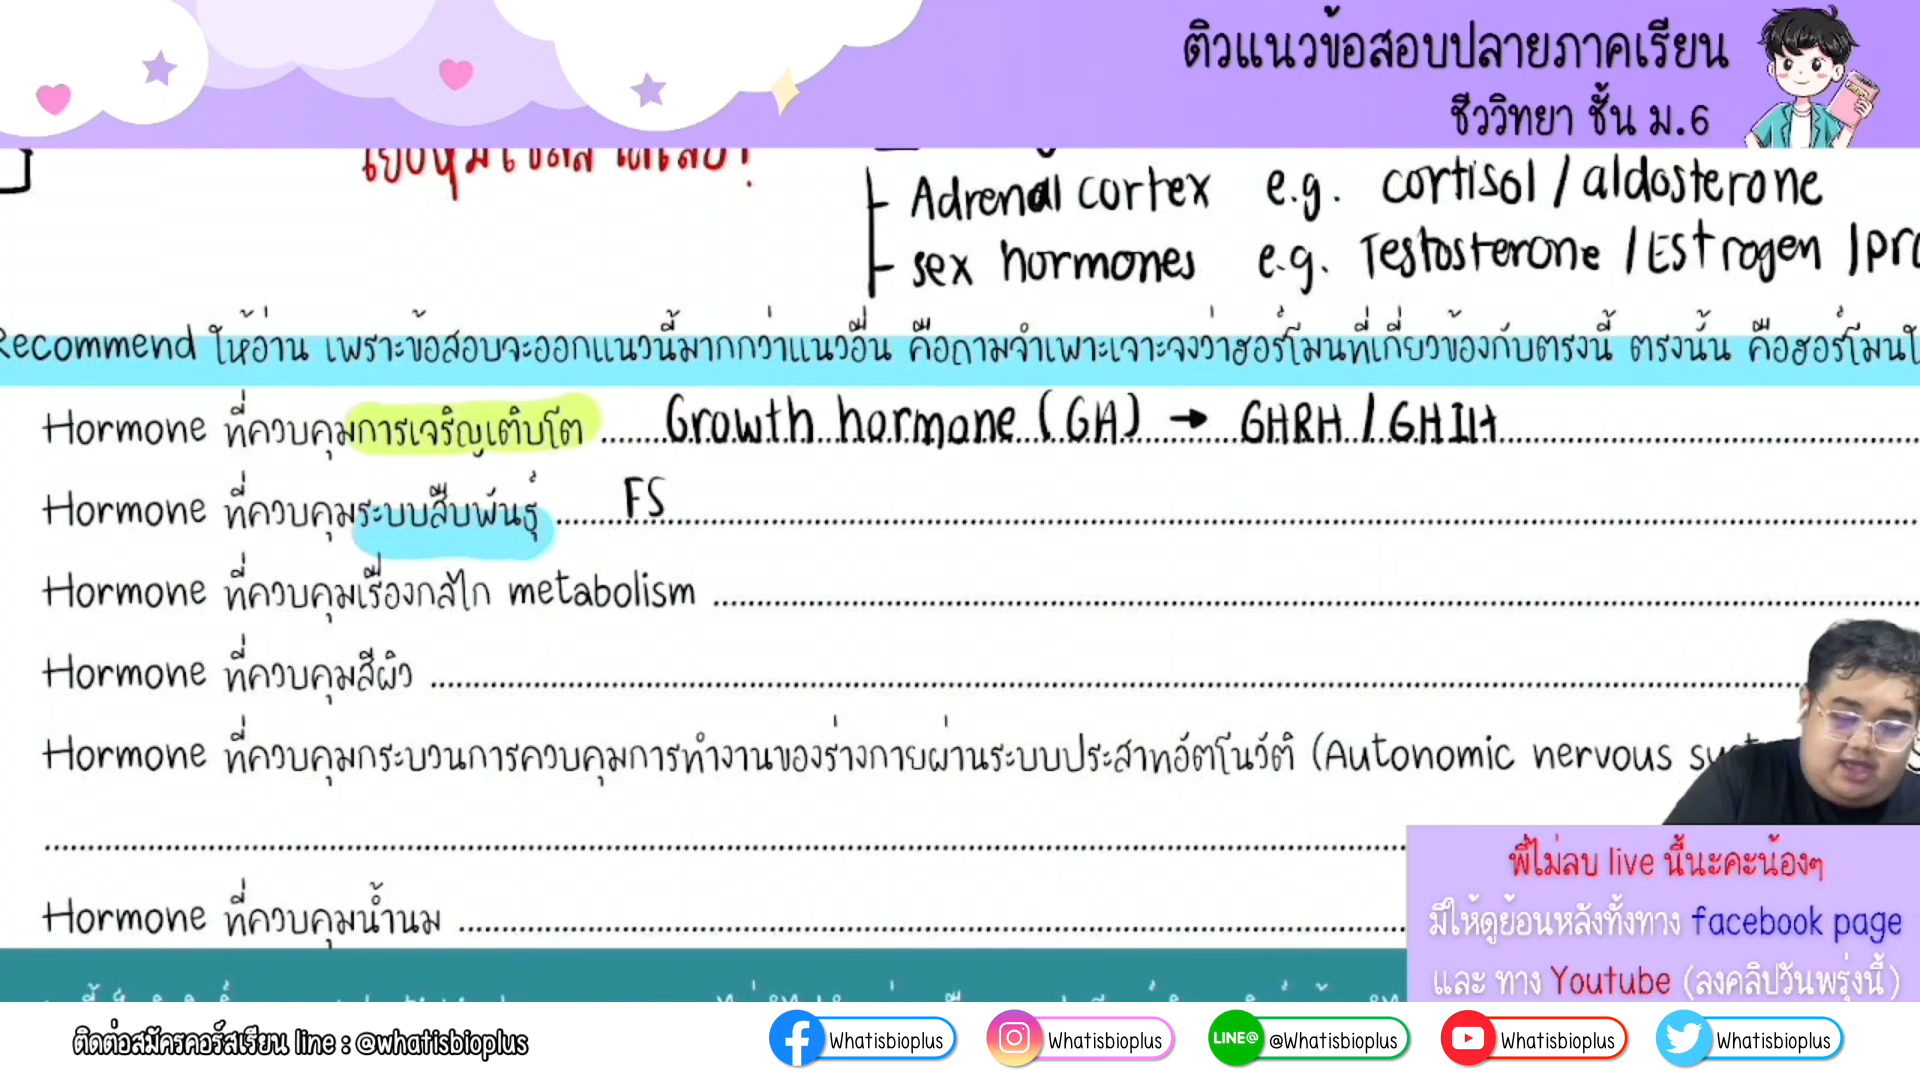 ติวแนวข้อสอบปลายภาคเรียน
ชีววิทยา ชั้น ม.6
Adrenal cortex e.g. cortisol / aldosterone
sex hormones e.g. Testosterone / Estrogen / pro
Recommend ให้อ่าน เพราะข้อสอบจะออกแนวนี้มากกว่าแนวอื่น คือถามจำเพาะเจาะจงว่าฮอร์โมนที่เกี่ยวข้องกับตรงนี้ ตรงนั้น คือฮอร์โมนใ
Hormone ที่ควบคุมการเจริญเติบโต ...... Growth hormone (GH) → GHRH / GHIH
Hormone ที่ควบคุมระบบสืบพันธุ์ ...... FS
Hormone ที่ควบคุมเรื่องกลไก metabolism ......
Hormone ที่ควบคุมสีผิว ......
Hormone ที่ควบคุมกระบวนการควบคุมการทำงานของร่างกายผ่านระบบประสาทอัตโนวัติ (Autonomic nervous sy
Hormone ที่ควบคุมน้ำนม ......
พี่ไม่ลบ live นี้นะคะน้องๆ
มีให้ดูย้อนหลังทั้งทาง facebook page
และ ทาง Youtube (ลงคลิปวันพรุ่งนี้)
ติดต่อสมัครคอร์สเรียน line : @whatisbioplus
Whatisbioplus
Whatisbioplus
LINE@ @Whatisbioplus
Whatisbioplus
Whatisbioplus